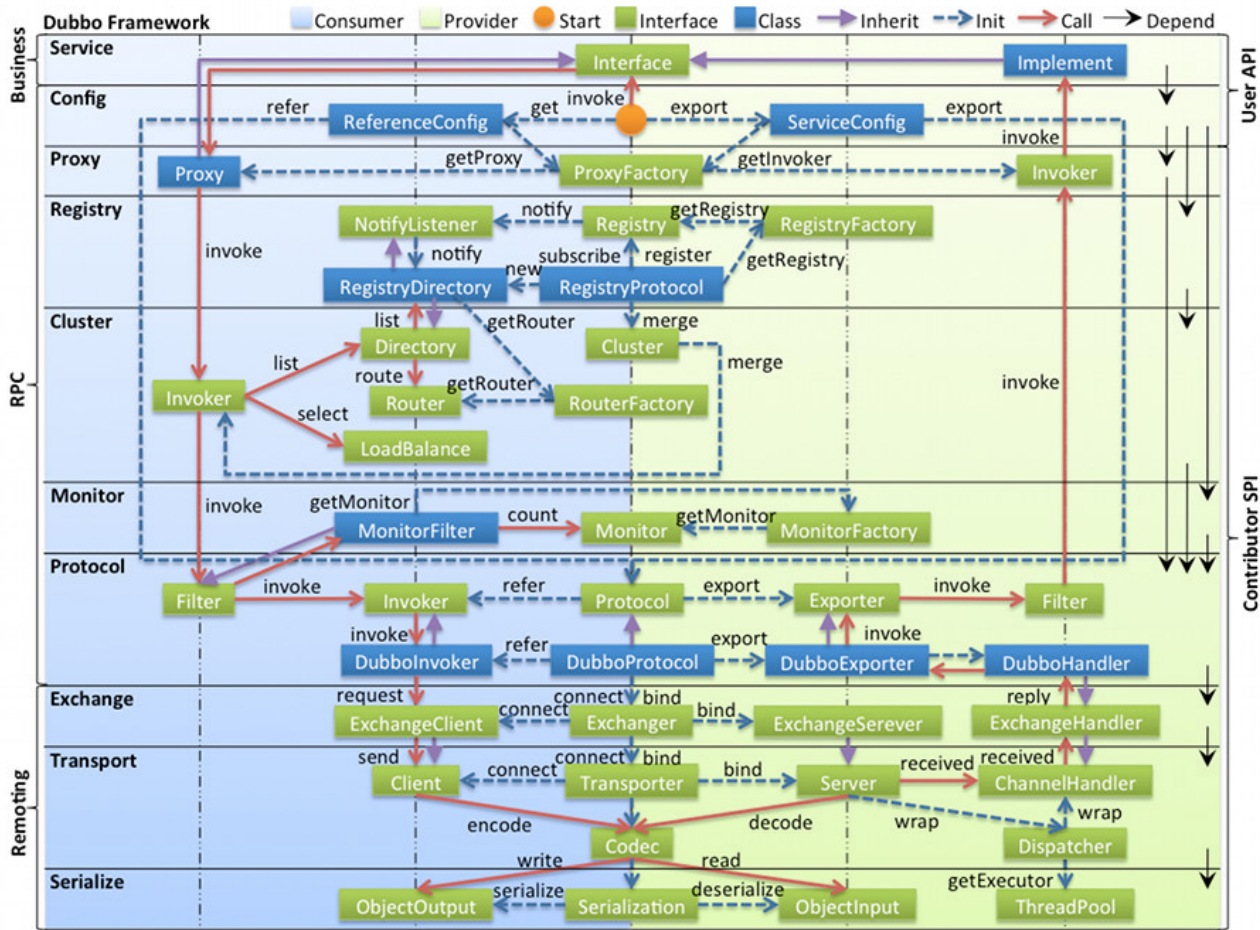 Dubbo Framework Consumer Provider Start Interface Class Inherit Init Call Depend
Business
Service
Interface
Implement
User API
Config
refer
ReferenceConfig
get
invoke
export
ServiceConfig
export
invoke
Proxy
Proxy
getProxy
ProxyFactory
getInvoker
Invoker
RPC
Registry
NotifyListener
notify
Registry
getRegistry
RegistryFactory
invoke
notify
subscribe
register
getRegistry
RegistryDirectory
new
RegistryProtocol
Cluster
list
getRouter
merge
Directory
Cluster
list
merge
route
getRouter
invoke
Invoker
Router
RouterFactory
select
LoadBalance
Contributor SPI
Monitor
invoke
getMonitor
MonitorFilter
count
Monitor
getMonitor
MonitorFactory
Protocol
Filter
invoke
Invoker
refer
Protocol
export
Exporter
invoke
Filter
invoke
refer
export
invoke
DubboInvoker
DubboProtocol
DubboExporter
DubboHandler
Remoting
Exchange
request
connect
bind
reply
ExchangeClient
connect
Exchanger
bind
ExchangeSerever
ExchangeHandler
Transport
send
connect
bind
received
received
Client
connect
Transporter
bind
Server
ChannelHandler
encode
decode
wrap
wrap
Codec
Dispatcher
write
read
Serialize
serialize
deserialize
getExecutor
ObjectOutput
Serialization
ObjectInput
ThreadPool